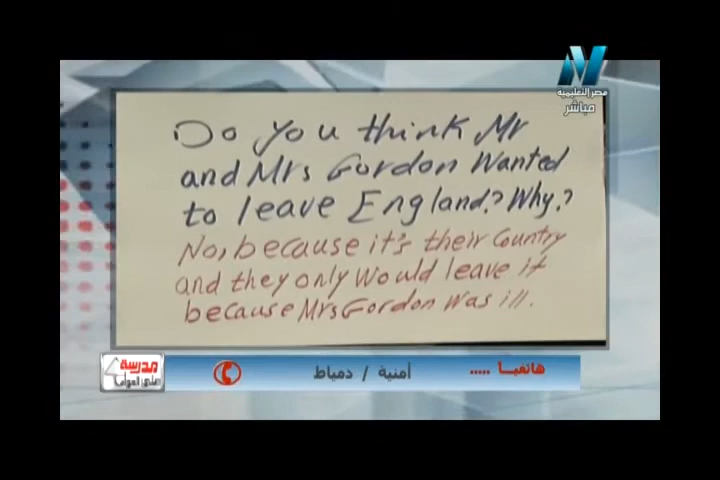 مصر التعليمية
مباشر
Do you think Mr
and Mrs Gordon Wanted
to leave England? Why?
No, because it's their Country
and they only Would leave it
because Mrs Gordon was ill.
مدرسة
على الهواء
أمنية / دمياط
هاتفيا .....